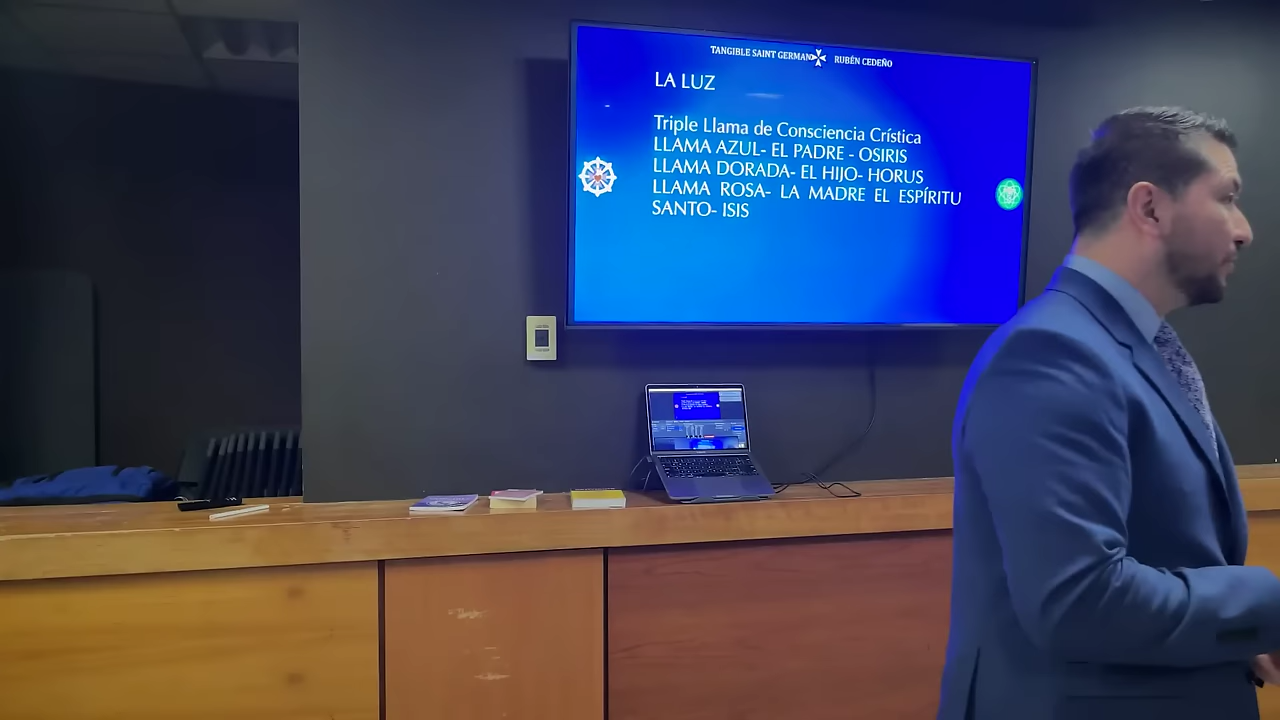 TANGIBLE SAINT GERMAN RUBÉN CEDEÑO
LA LUZ
Triple Llama de Consciencia Crística
LLAMA AZUL- EL PADRE - OSIRIS
LLAMA DORADA- EL HIJO- HORUS
LLAMA ROSA- LA MADRE EL ESPÍRITU
SANTO- ISIS